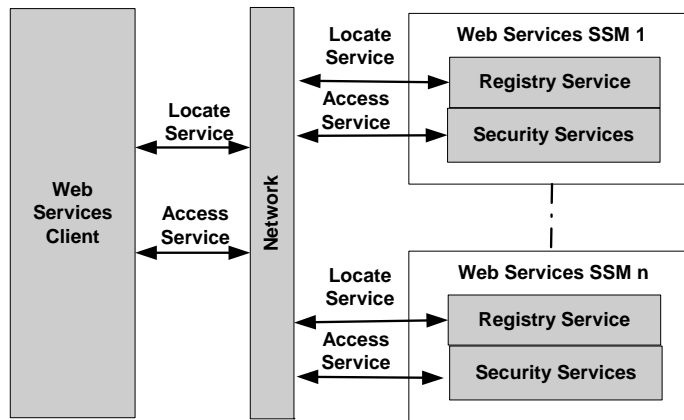 Web
Services
Client
Locate
Service
Access
Service
Network
Locate
Service
Access
Service
Web Services SSM 1
Registry Service
Security Services
Locate
Service
Access
Service
Web Services SSM n
Registry Service
Security Services